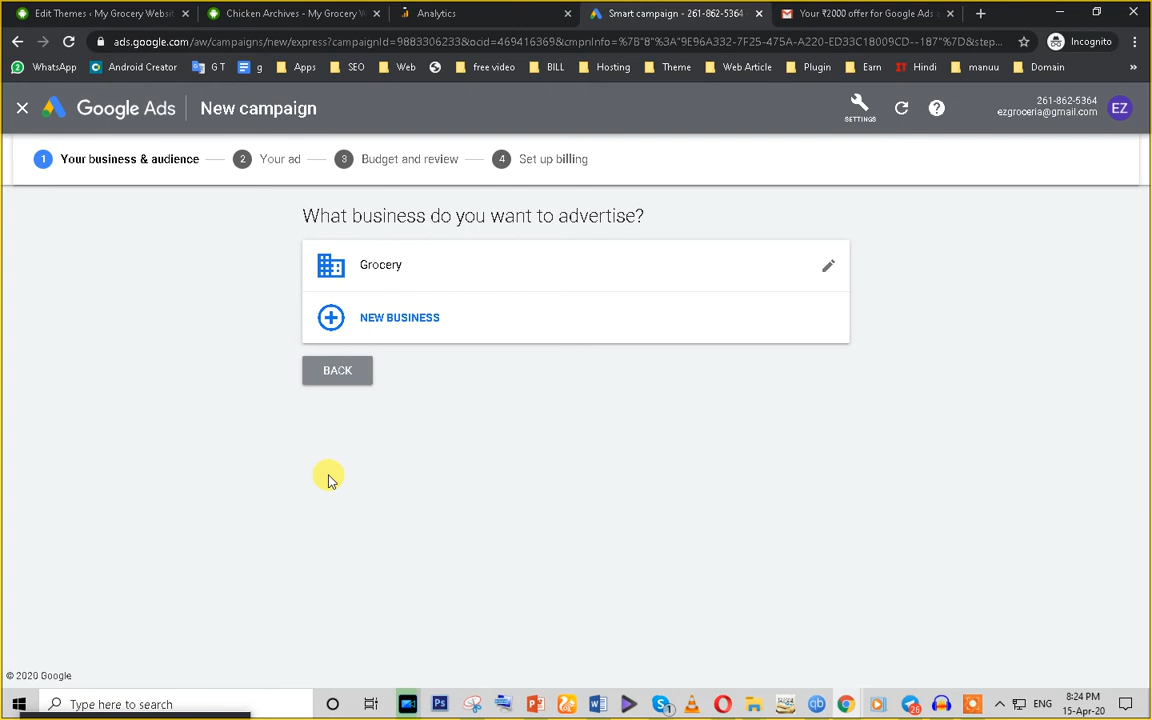 Edit Themes ‹ My Grocery Websit
Chicken Archives - My Grocery W
Analytics
Smart campaign - 261-862-5364
Your ₹2000 offer for Google Ads
ads.google.com/aw/campaigns/new/express?campaignId=9883306233&ocid=469416369&cmpnInfo=%7B"8"%3A"9E96A332-7F25-475A-A220-ED33C18009CD--187"%7D&step...
Incognito
WhatsApp
Android Creator
G T
g
Apps
SEO
Web
free video
BILL
Hosting
Theme
Web Article
Plugin
Earn
IT Hindi
manuu
Domain
»
Google Ads
New campaign
SETTINGS
261-862-5364
ezgroceria@gmail.com
EZ
1 Your business & audience
2 Your ad
3 Budget and review
4 Set up billing
What business do you want to advertise?
Grocery
NEW BUSINESS
BACK
© 2020 Google
Type here to search
ENG
8:24 PM
15-Apr-20